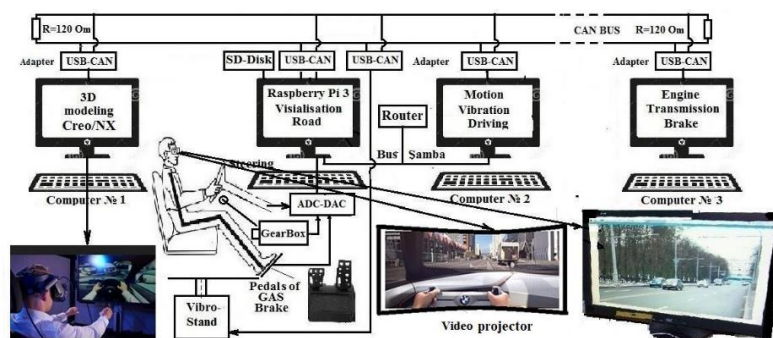 R=120 Om
CAN BUS
R=120 Om
Adapter
USB-CAN
SD-Disk
USB-CAN
USB-CAN
Adapter
USB-CAN
Adapter
USB-CAN
3D
modeling
Creo/NX
Raspberry Pi 3
Visialisation
Road
Router
Motion
Vibration
Driving
Engine
Transmission
Brake
Bus Samba
Steering
Computer № 1
ADC-DAC
Computer № 2
Computer № 3
GearBox
Pedals of
GAS
Brake
Vibro-
Stand
Video projector